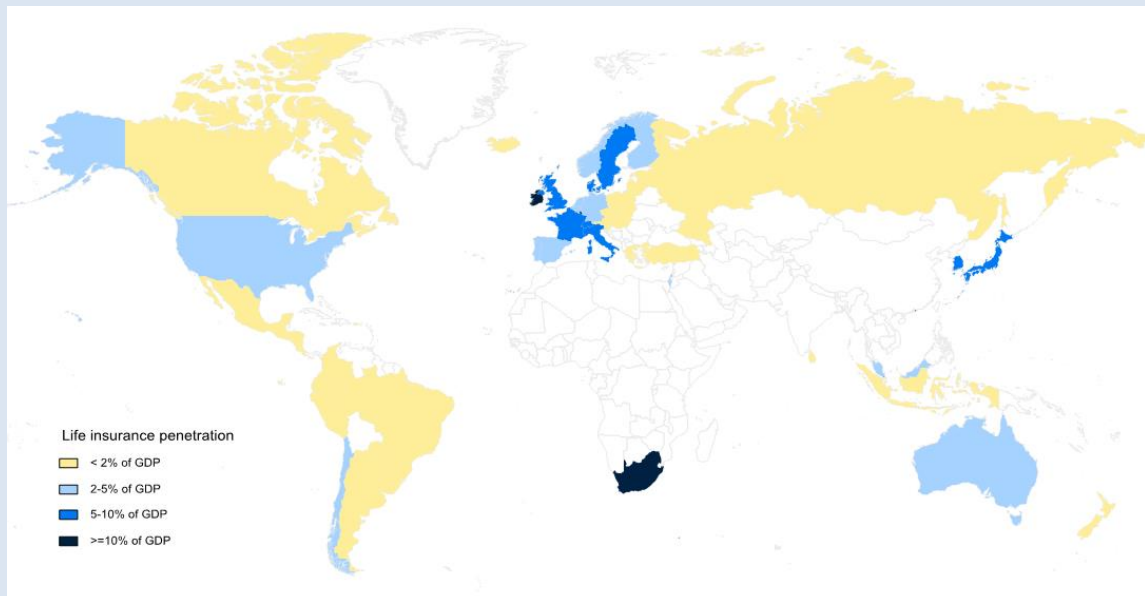 Life insurance penetration
< 2% of GDP
2-5% of GDP
5-10% of GDP
>=10% of GDP